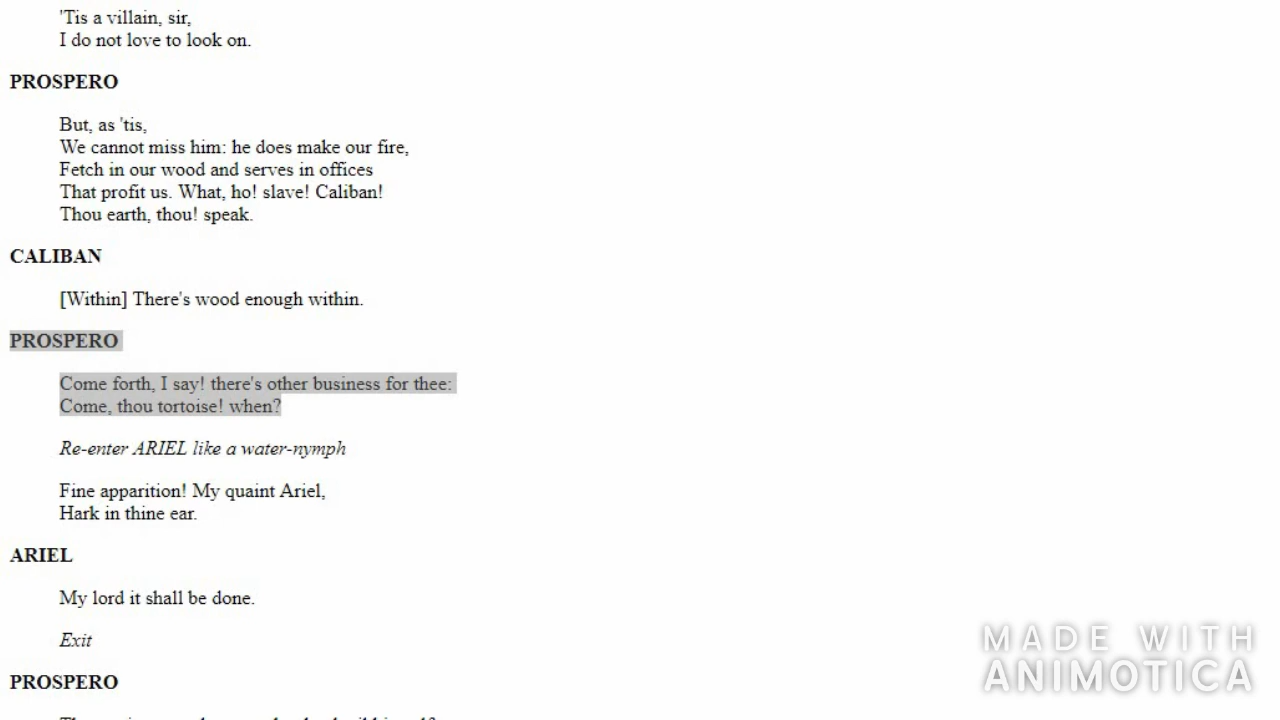 'Tis a villain, sir,
I do not love to look on.
PROSPERO
But, as 'tis,
We cannot miss him: he does make our fire,
Fetch in our wood and serves in offices
That profit us. What, ho! slave! Caliban!
Thou earth, thou! speak.
CALIBAN
[Within] There's wood enough within.
PROSPERO
Come forth, I say! there's other business for thee:
Come, thou tortoise! when?
Re-enter ARIEL like a water-nymph
Fine apparition! My quaint Ariel,
Hark in thine ear.
ARIEL
My lord it shall be done.
Exit
PROSPERO
MADE WITH
ANIMOTICA